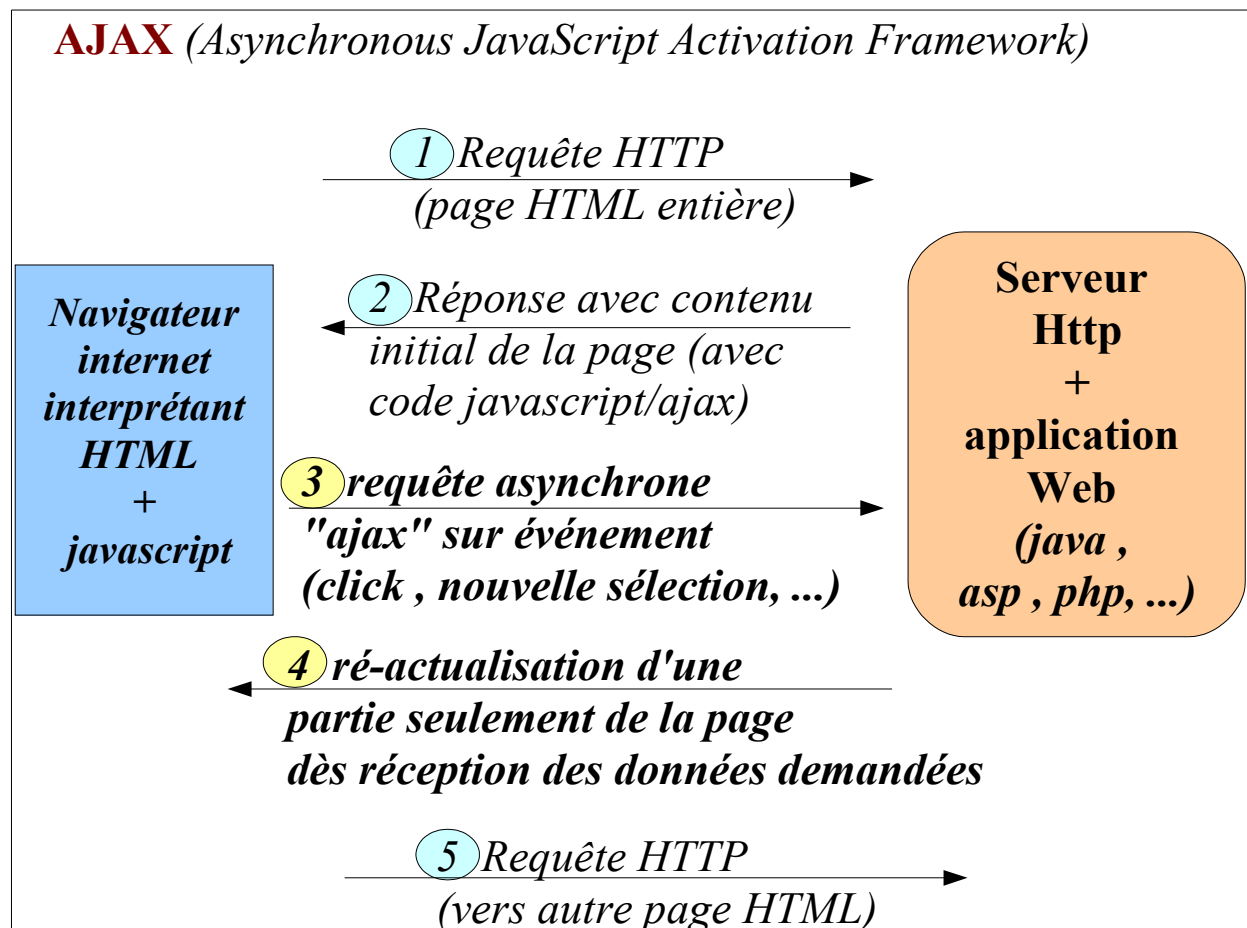 AJAX (Asynchronous JavaScript Activation Framework)
1 Requête HTTP
(page HTML entière)
Navigateur
internet
interprétant
HTML
+
javascript
2 Réponse avec contenu
initial de la page (avec
code javascript/ajax)
3 requête asynchrone
"ajax" sur événement
(click , nouvelle sélection, ...)
4 ré-actualisation d'une
partie seulement de la page
dès réception des données demandées
Serveur
Http
+
application
Web
(java ,
asp , php, ...)
5 Requête HTTP
(vers autre page HTML)